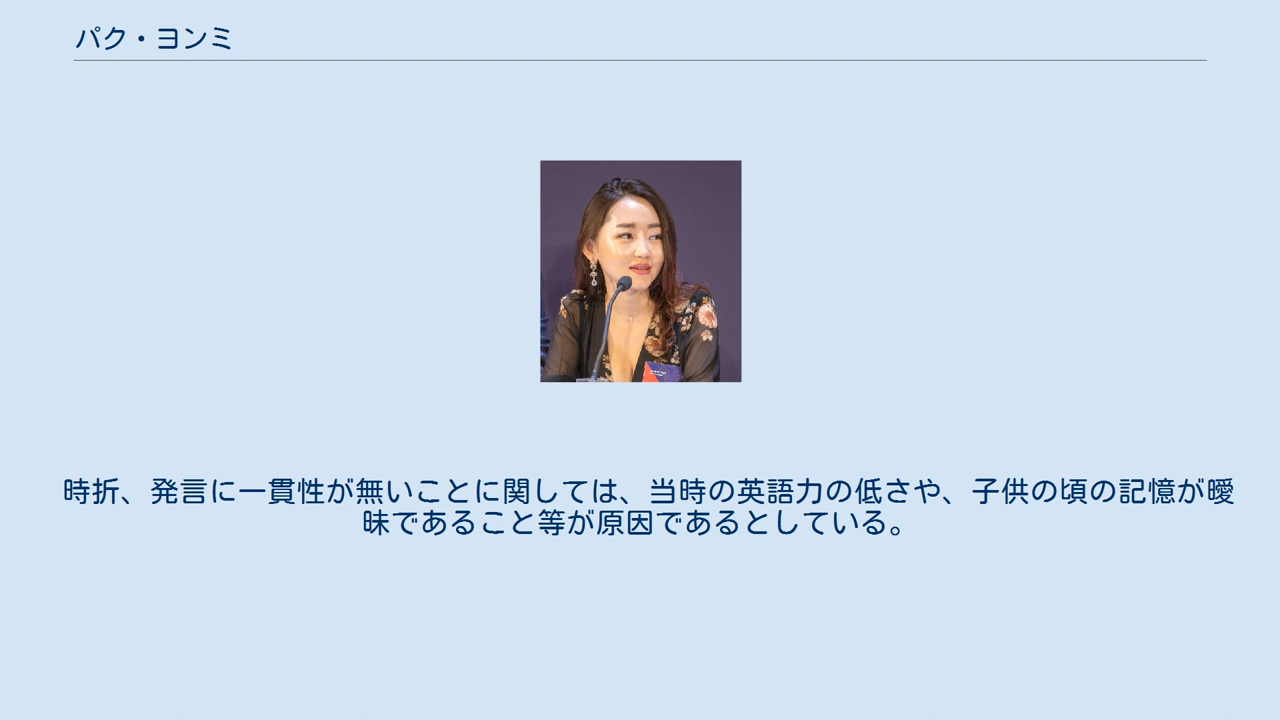 パク・ヨンミ
時折、発言に一貫性が無いことに関しては、当時の英語力の低さや、子供の頃の記憶が曖
昧であること等が原因であるとしている。